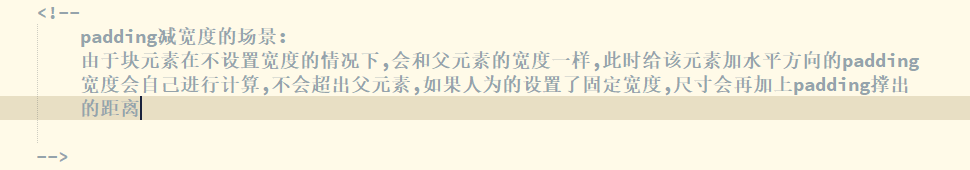 <!--
padding减宽度的场景:
由于块元素在不设置宽度的情况下,会和父元素的宽度一样,此时给该元素加水平方向的padding
宽度会自己进行计算,不会超出父元素,如果人为的设置了固定宽度,尺寸会再加上padding撑出
的距离
-->